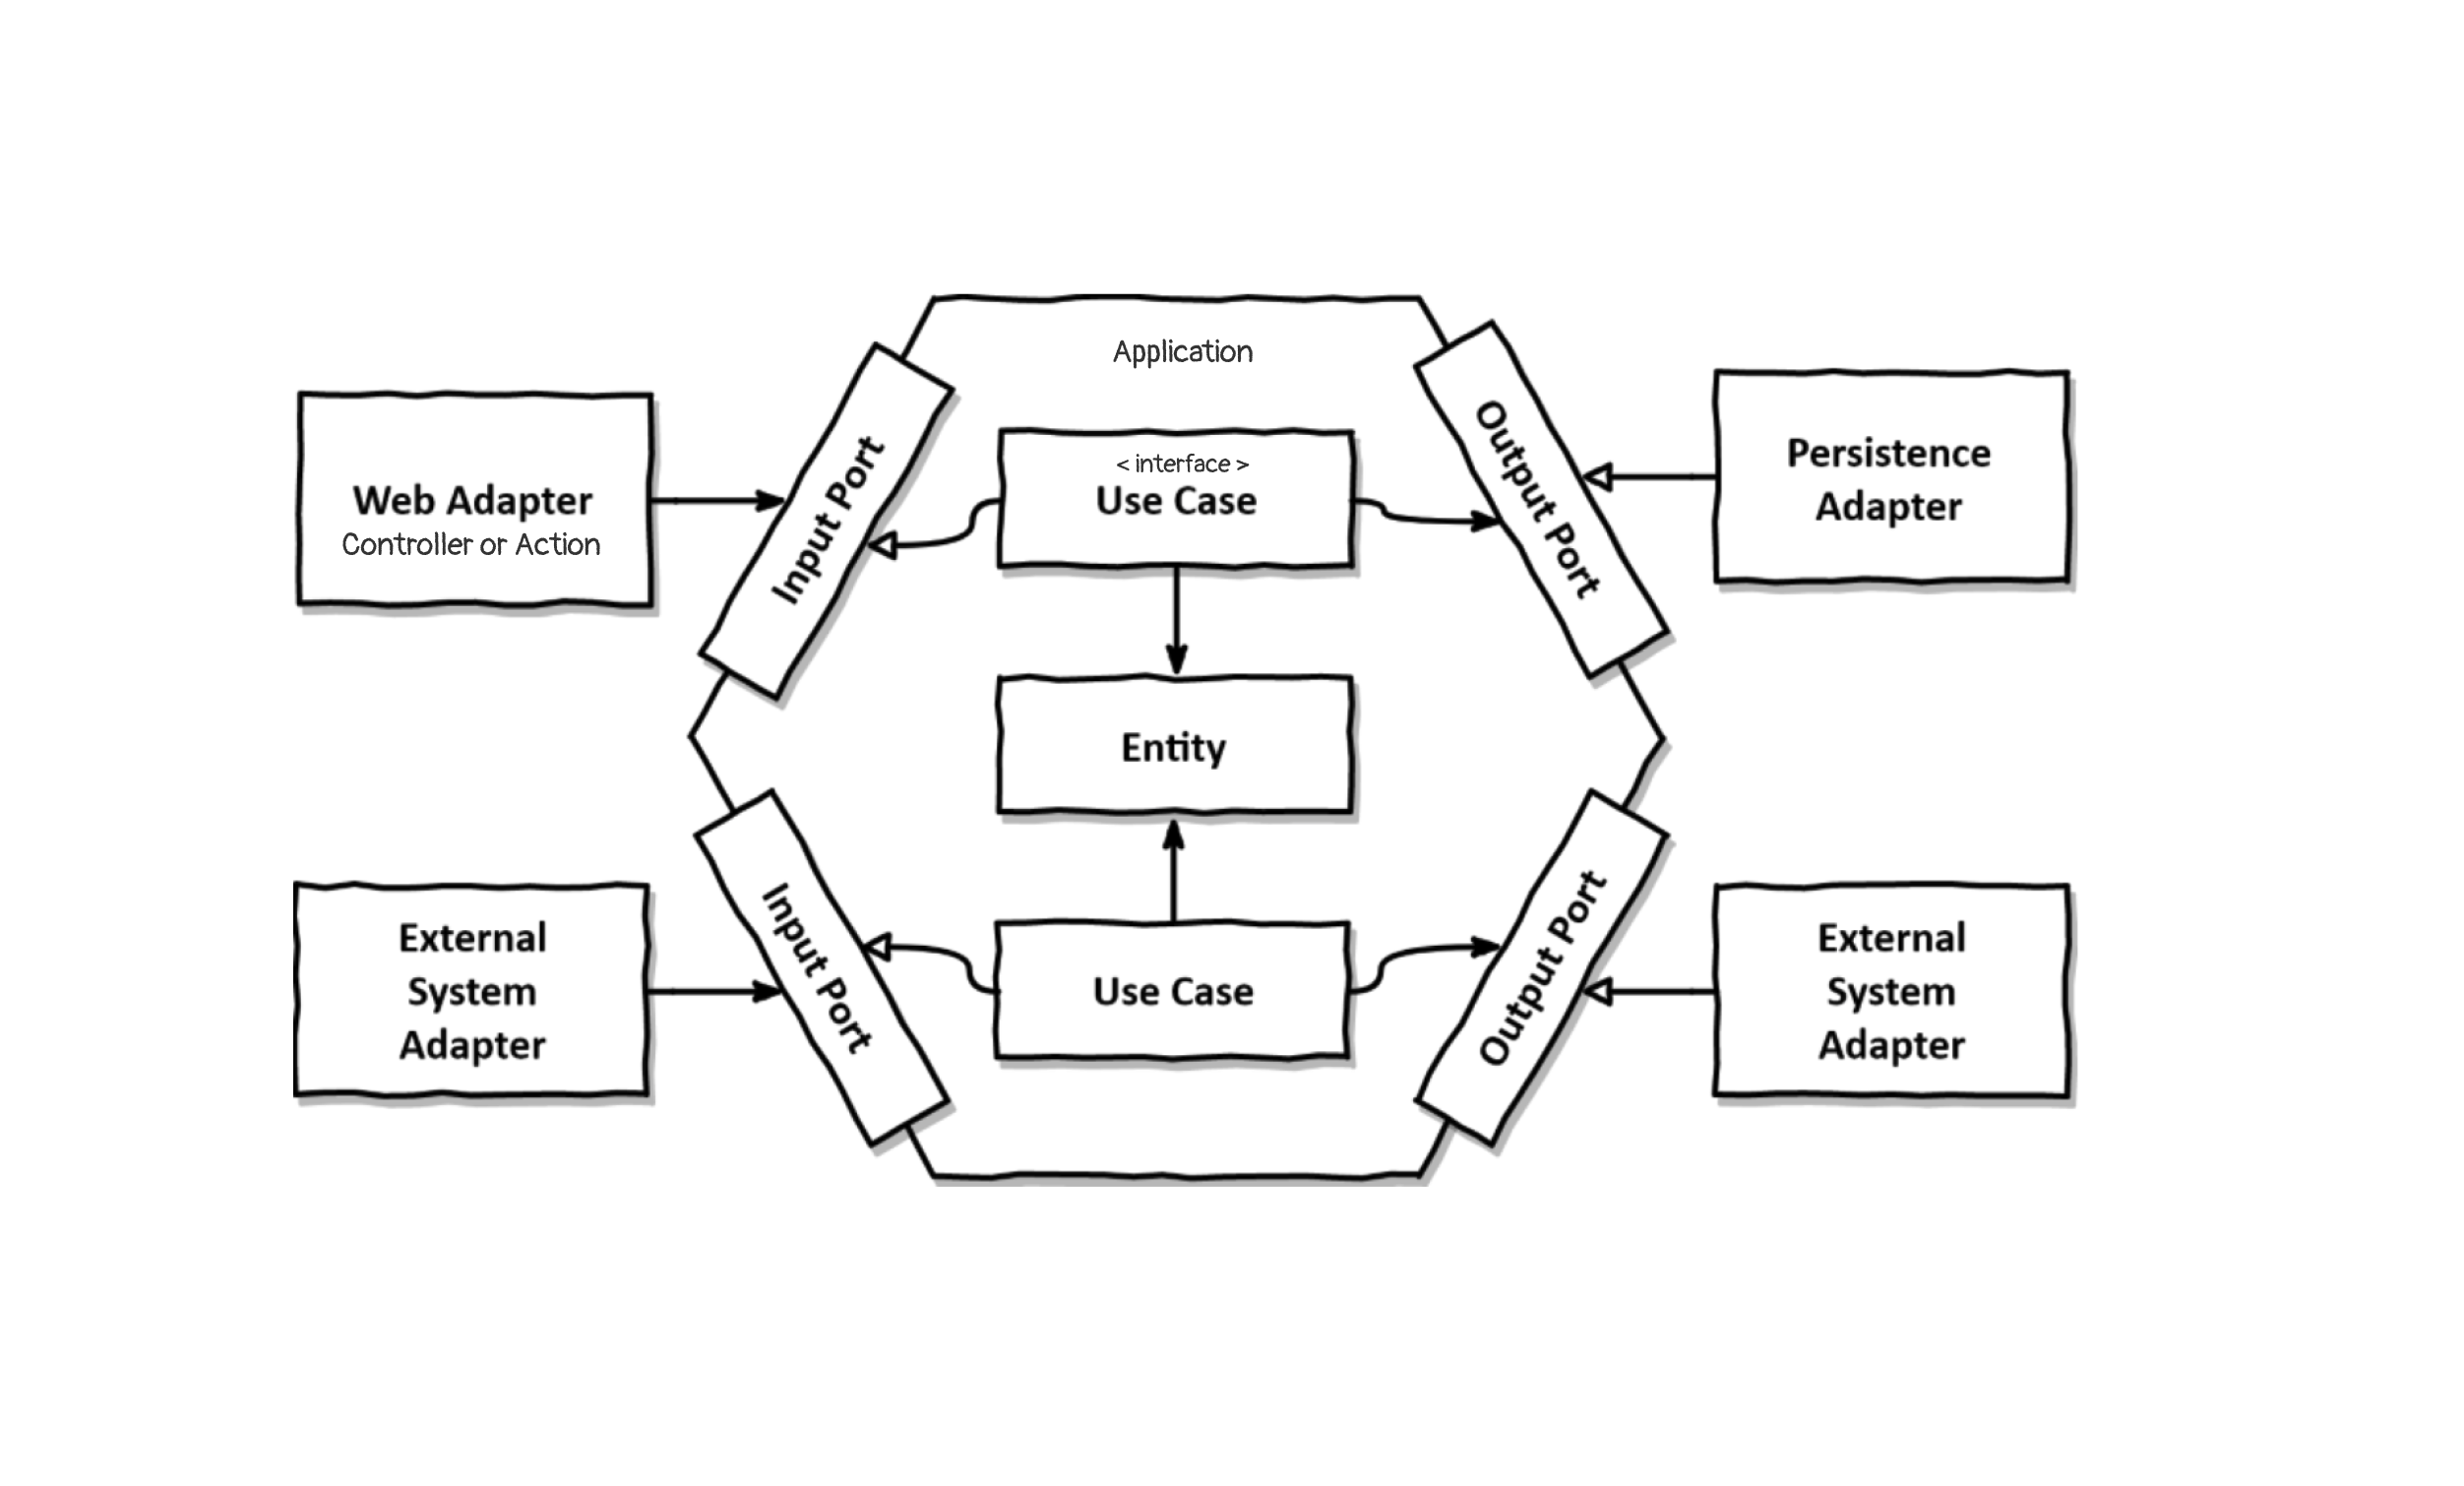 Application
Web Adapter
Controller or Action
Input Port
< interface >
Use Case
Output Port
Persistence
Adapter
Entity
External
System
Adapter
Input Port
Use Case
Output Port
External
System
Adapter